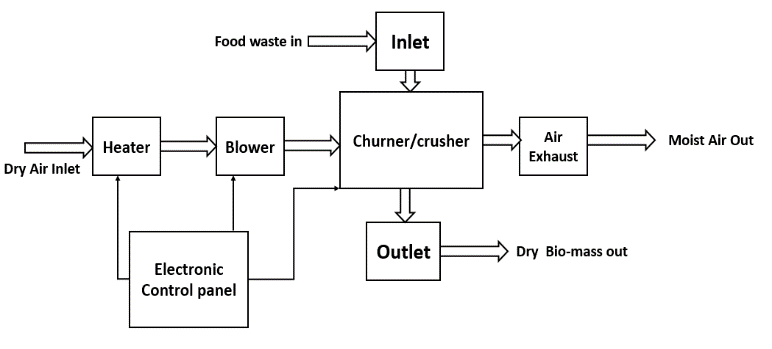 Food waste in
Inlet
Dry Air Inlet
Heater
Blower
Churner/crusher
Air
Exhaust
Moist Air Out
Electronic
Control panel
Outlet
Dry Bio-mass out